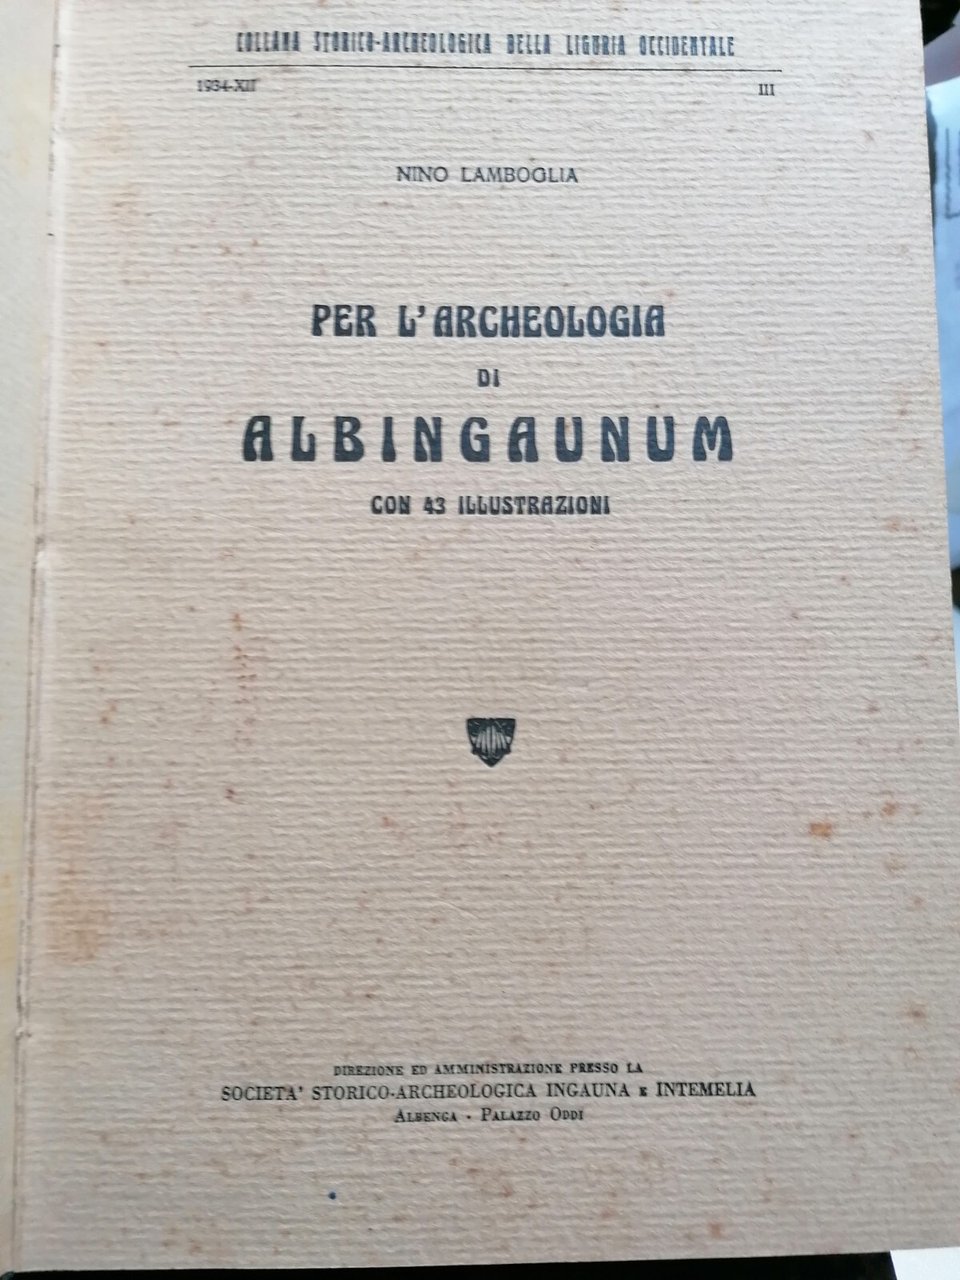 COLLANA STORICO-ARCHEOLOGICA DELLA LIGURIA OCCIDENTALE
1934-XII III
NINO LAMBOGLIA
PER L'ARCHEOLOGIA
DI
ALBINGAUNUM
CON 43 ILLUSTRAZIONI
DIREZIONE ED AMMINISTRAZIONE PRESSO LA
SOCIETA' STORICO-ARCHEOLOGICA INGAUNA E INTEMELIA
ALBENGA - PALAZZO ODDI